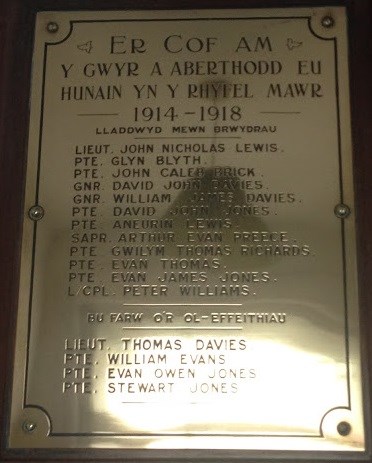 ER COF AM
Y GWYR A ABERTHODD EU
HUNAIN YN Y RHYFEL MAWR
1914-1918
LLADDWYD MEWN BRWYDRAU
LIEUT. JOHN NICHOLAS LEWIS.
PTE. GLYN BLYTH.
PTE. JOHN CALEB BRICK.
GNR. DAVID JOHN DAVIES.
GNR. WILLIAM JAMES DAVIES.
PTE. DAVID JOHN JONES.
PTE. ANEURIN LEWIS.
SAPR. ARTHUR EVAN PREECE.
PTE. GWILYM THOMAS RICHARDS
PTE. EVAN THOMAS.
PTE. EVAN JAMES JONES.
L/CPL. PETER WILLIAMS.
BU FARW O'R OL-EFFEITHIAU
LIEUT. THOMAS DAVIES
PTE. WILLIAM EVANS
PTE. EVAN OWEN JONES
PTE. STEWART JONES